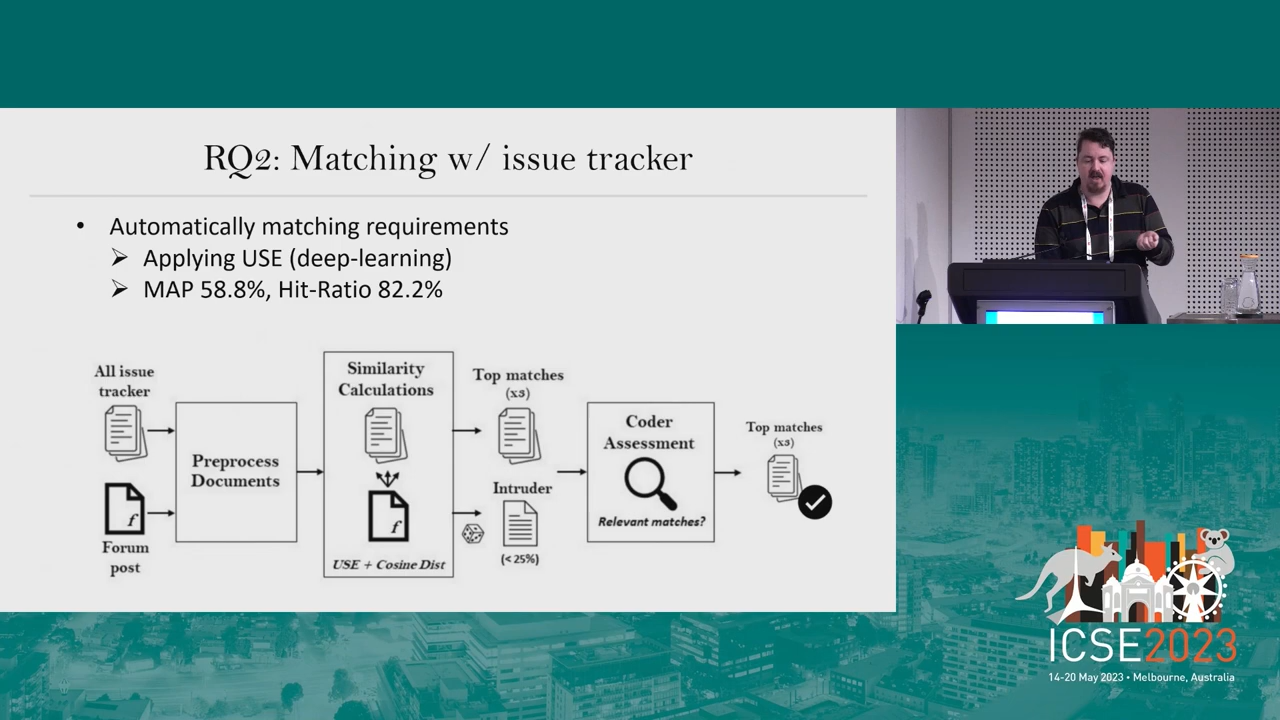 RQ2: Matching w/ issue tracker
• Automatically matching requirements
➢ Applying USE (deep-learning)
➢ MAP 58.8%, Hit-Ratio 82.2%
All issue
tracker
Forum
post
Preprocess
Documents
Similarity
Calculations
f
f
USE + Cosine Dist
Top matches
(x3)
Intruder
(< 25%)
Coder
Assessment
Relevant matches?
Top matches
(x3)
ICSE2023
14-20 May 2023 • Melbourne, Australia